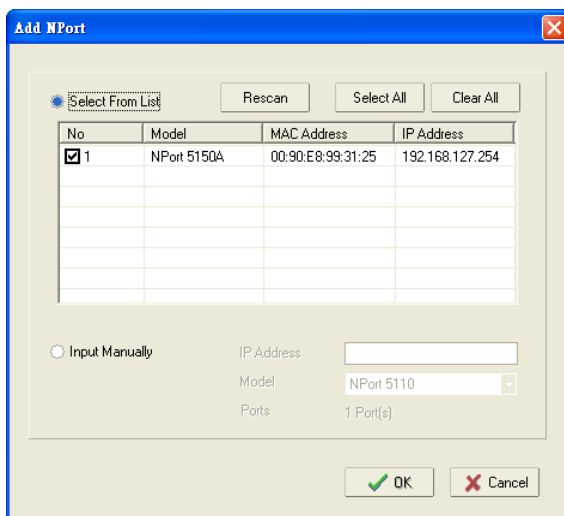 Add NPort
Select From List Rescan Select All Clear All
No Model MAC Address IP Address
1 NPort 5150A 00:90:E8:99:31:25 192.168.127.254
Input Manually IP Address
Model NPort 5110
Ports 1 Port(s)
OK Cancel